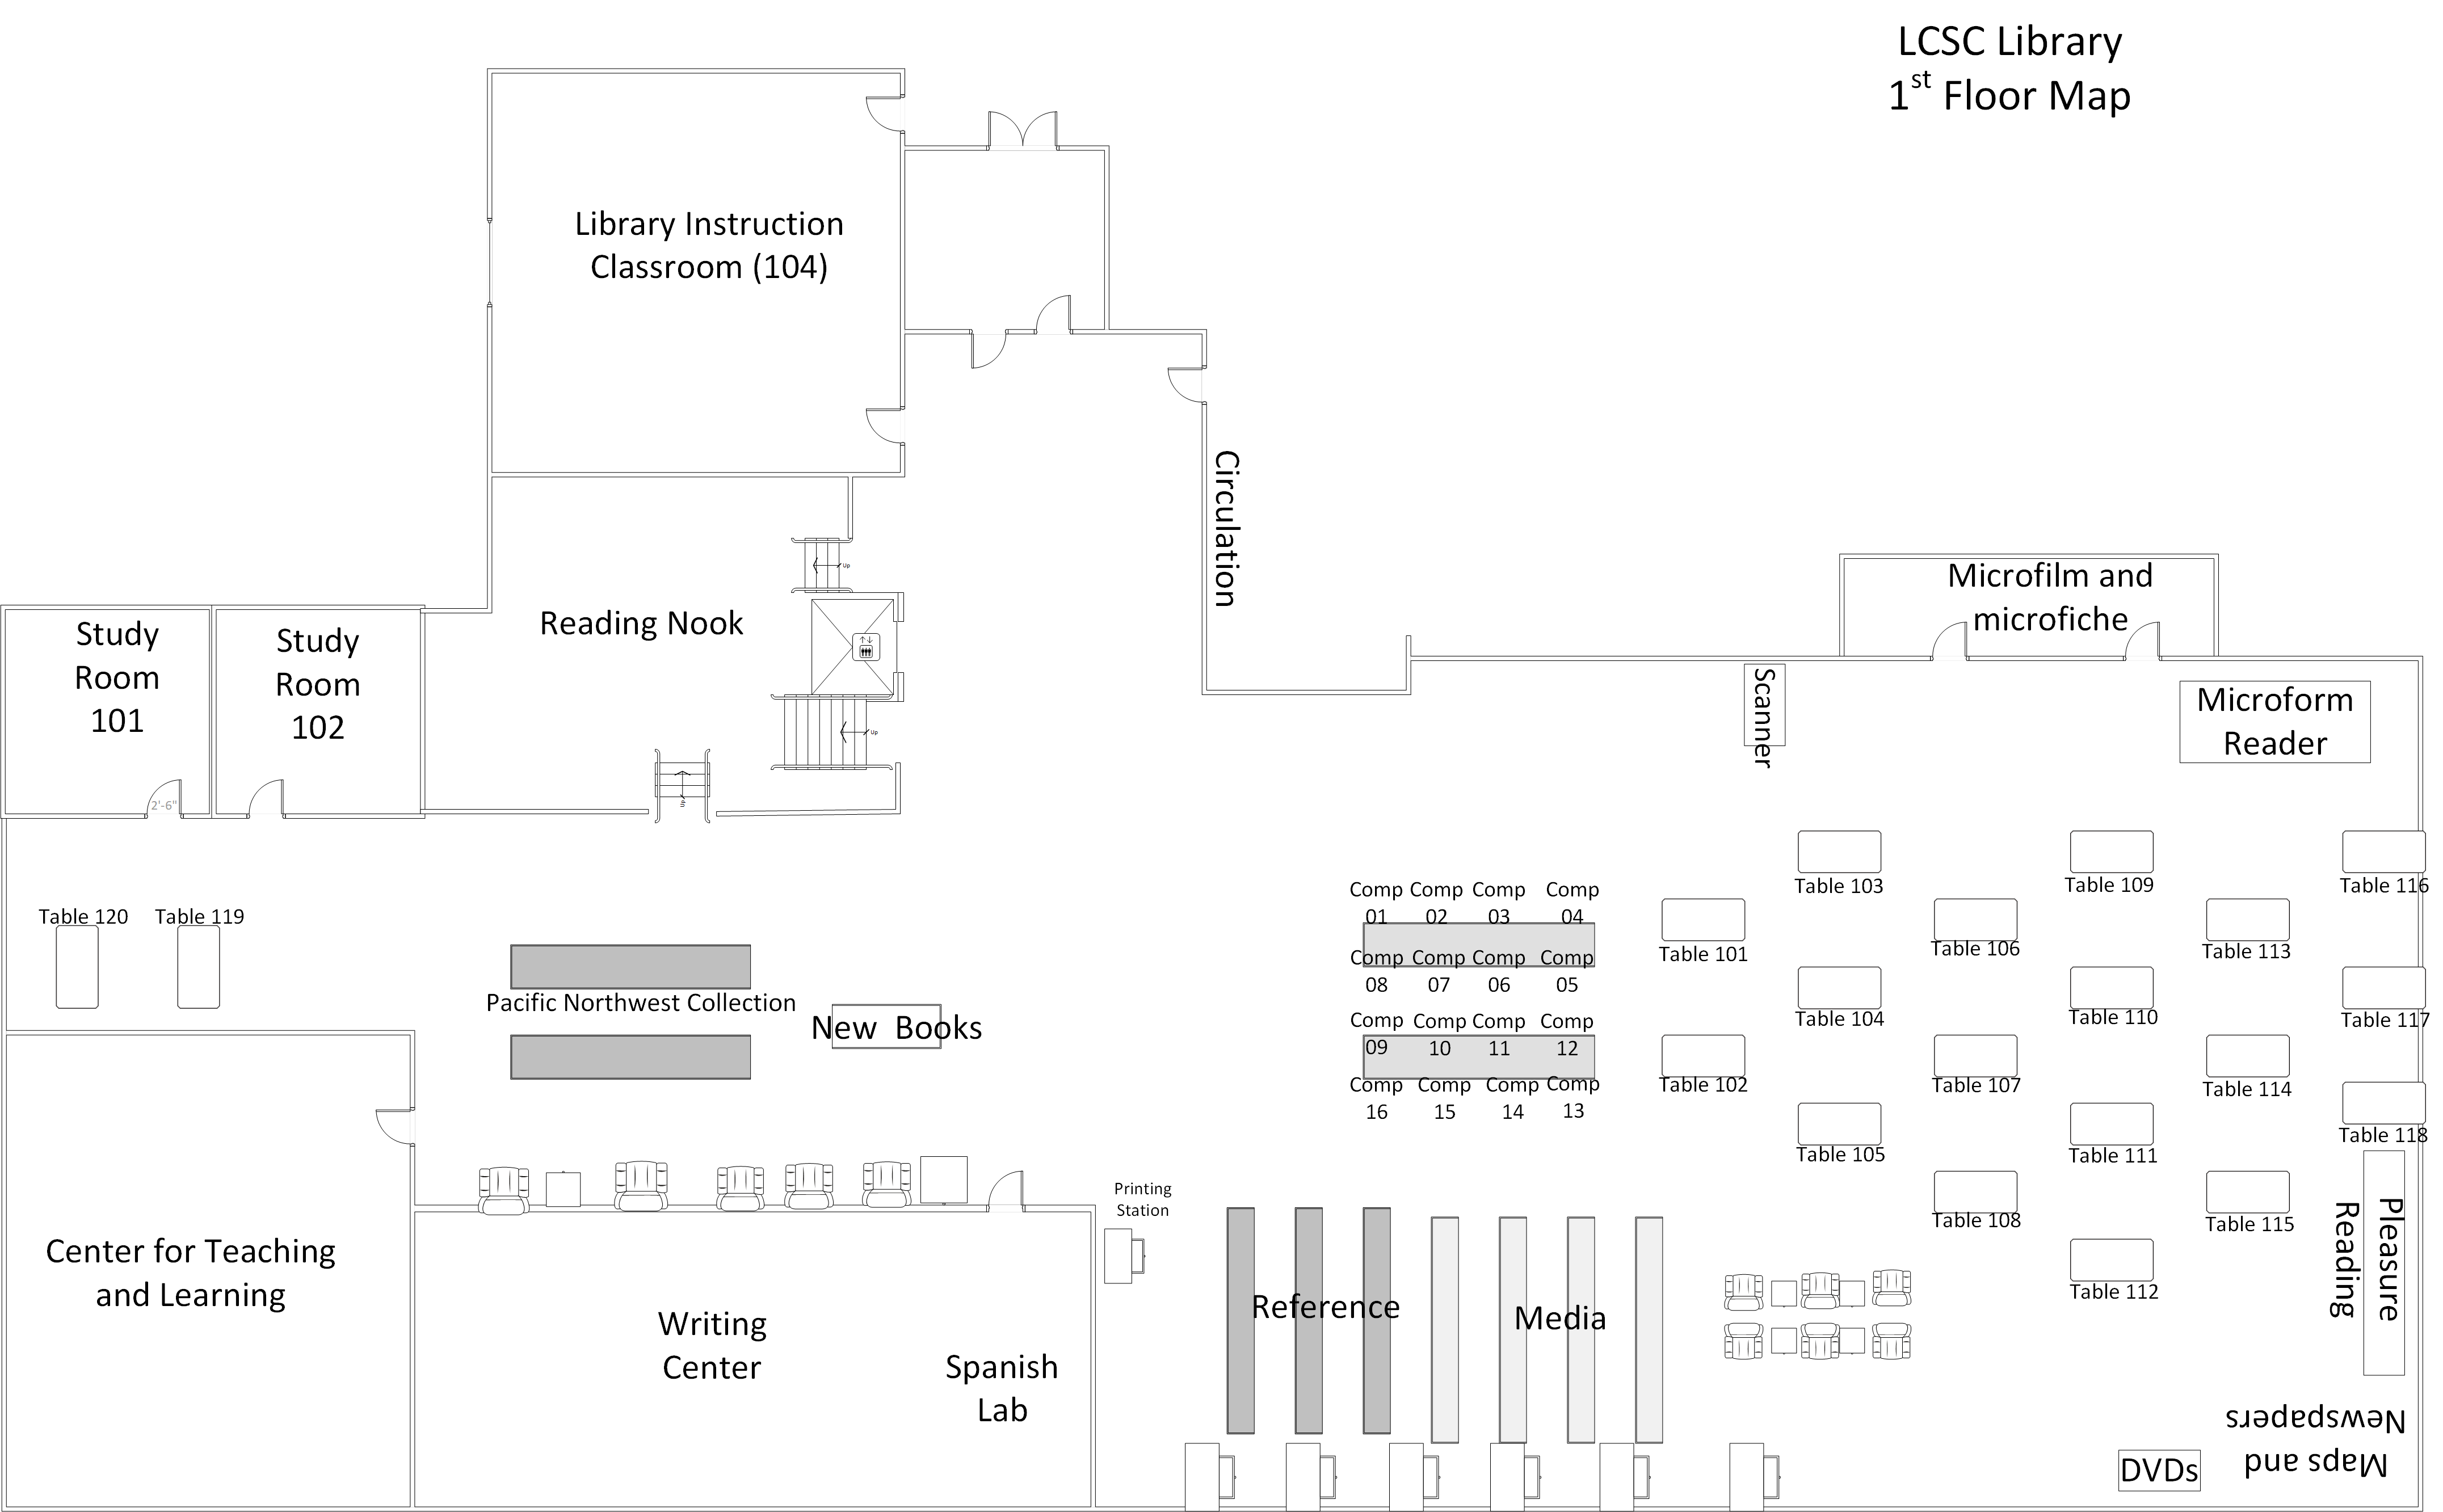 LCSC Library
1st Floor Map
Library Instruction
Classroom (104)
Circulation
Microfilm and
microfiche
Study
Room
101
Study
Room
102
Reading Nook
Up
Up
Up
2'-6"
Scanner
Microform
Reader
Table 103
Table 109
Table 116
Comp Comp Comp Comp
01 02 03 04
Table 120 Table 119
Table 101
Table 106
Table 113
Comp Comp Comp Comp
08 07 06 05
Pacific Northwest Collection
New Books
Table 104
Table 110
Table 117
Comp Comp Comp Comp
09 10 11 12
Comp Comp Comp Comp
16 15 14 13
Table 102
Table 107
Table 114
Table 118
Table 105
Table 111
Printing
Station
Table 108
Table 115
Pleasure
Reading
Center for Teaching
and Learning
Table 112
Reference
Media
Writing
Center
Spanish
Lab
Maps and
Newspapers
DVDs